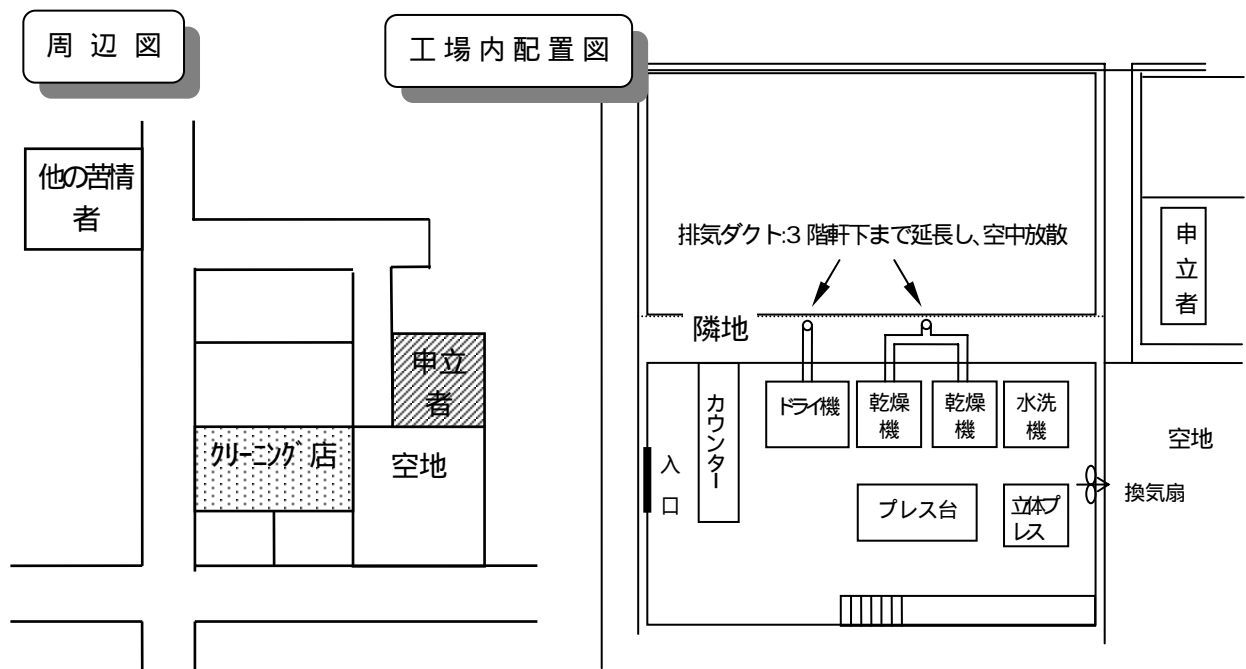 周辺図
工場内配置図
他の苦情
者
申立
者
クリーニング店
空地
排気ダクト:3 階軒下まで延長し、空中放散
隣地
申
立
者
カ
ウ
ン
タ
ー
ドライ機
乾燥
機
乾燥
機
水洗
機
入
口
プレス台
立体プ
レス
空地
換気扇